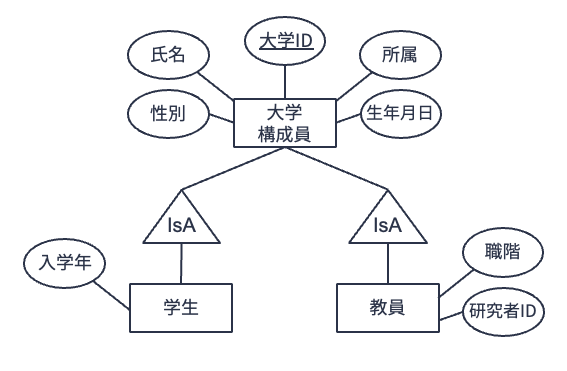 大学ID
氏名
所属
性別
大学
構成員
生年月日
IsA
IsA
入学年
職階
学生
教員
研究者ID